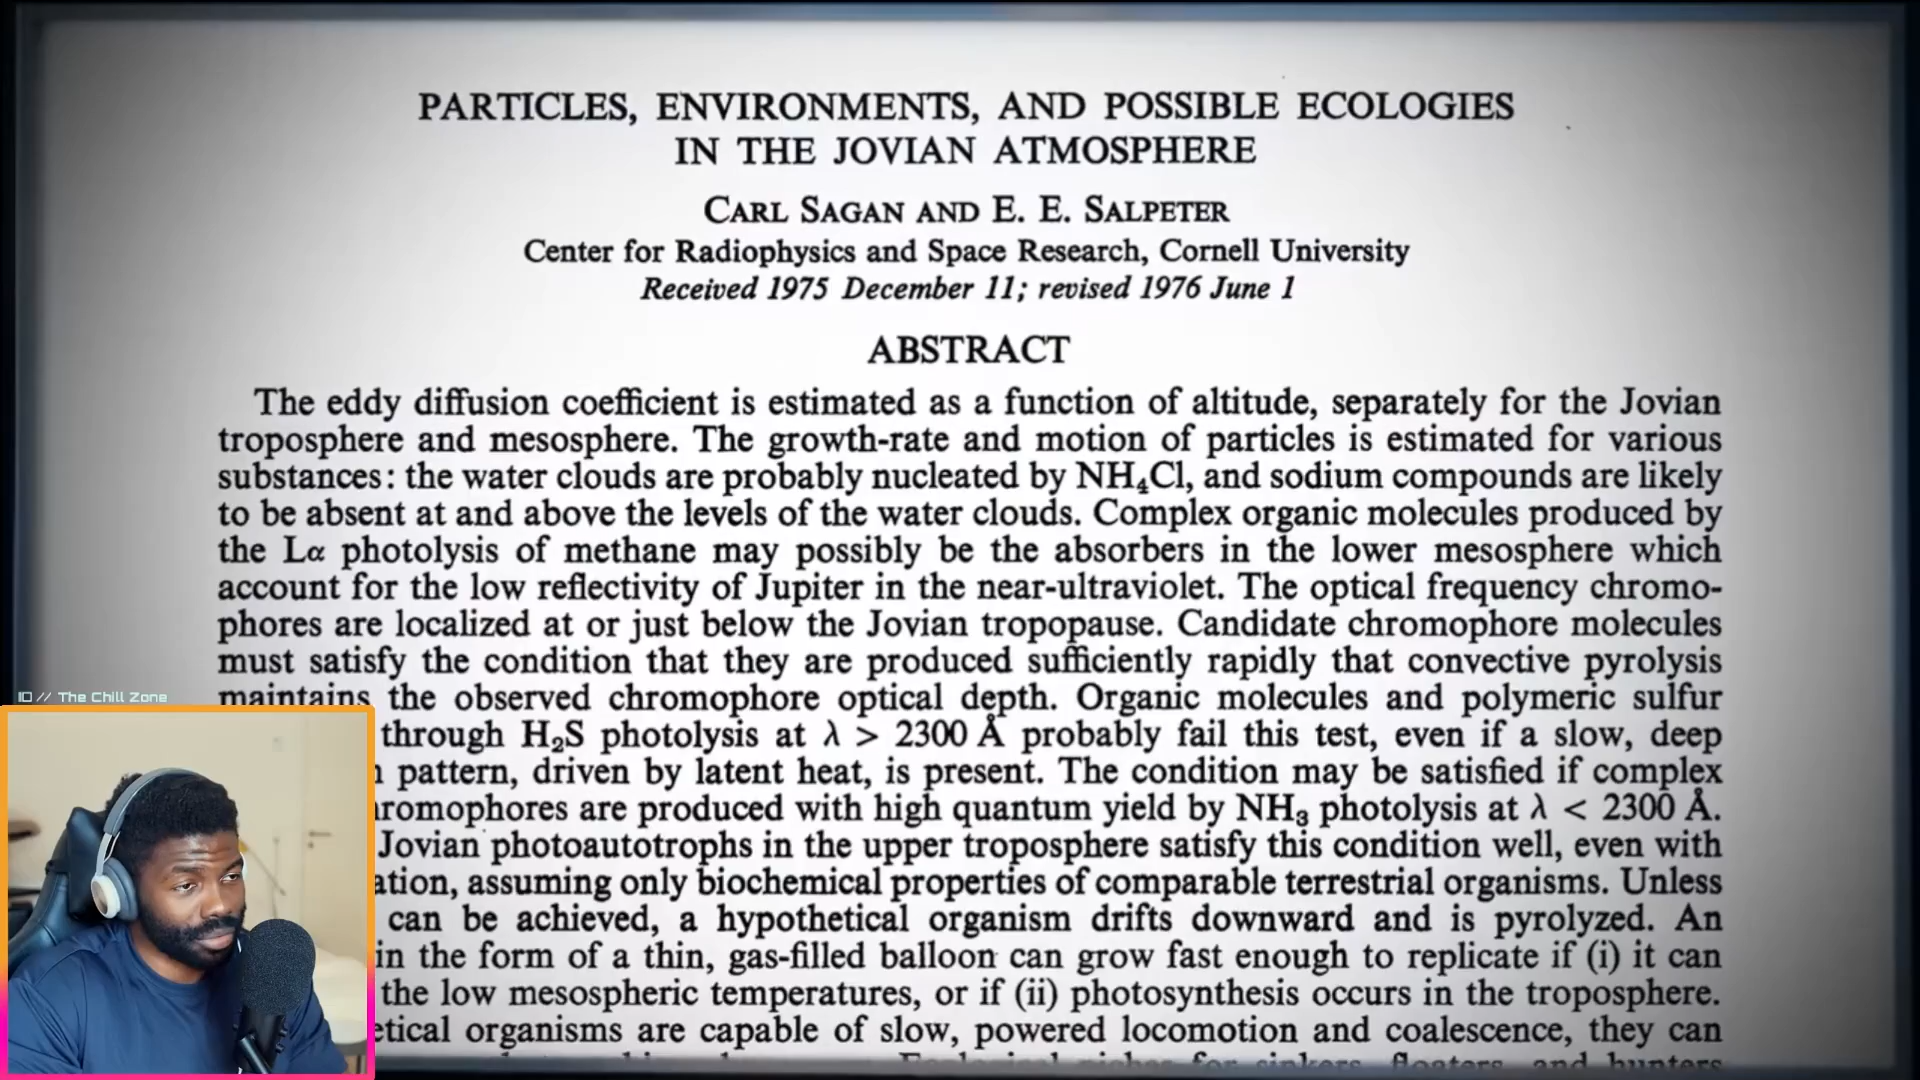 PARTICLES, ENVIRONMENTS, AND POSSIBLE ECOLOGIES
IN THE JOVIAN ATMOSPHERE
CARL SAGAN AND E. E. SALPETER
Center for Radiophysics and Space Research, Cornell University
Received 1975 December 11; revised 1976 June 1
ABSTRACT
The eddy diffusion coefficient is estimated as a function of altitude, separately for the Jovian
troposphere and mesosphere. The growth-rate and motion of particles is estimated for various
substances: the water clouds are probably nucleated by NH₄Cl, and sodium compounds are likely
to be absent at and above the levels of the water clouds. Complex organic molecules produced by
the Lα photolysis of methane may possibly be the absorbers in the lower mesosphere which
account for the low reflectivity of Jupiter in the near-ultraviolet. The optical frequency chromo-
phores are localized at or just below the Jovian tropopause. Candidate chromophore molecules
must satisfy the condition that they are produced sufficiently rapidly that convective pyrolysis
maintains the observed chromophore optical depth. Organic molecules and polymeric sulfur
through H₂S photolysis at λ > 2300 Å probably fail this test, even if a slow, deep
pattern, driven by latent heat, is present. The condition may be satisfied if complex
romophores are produced with high quantum yield by NH₃ photolysis at λ < 2300 Å.
Jovian photoautotrophs in the upper troposphere satisfy this condition well, even with
ation, assuming only biochemical properties of comparable terrestrial organisms. Unless
can be achieved, a hypothetical organism drifts downward and is pyrolyzed. An
in the form of a thin, gas-filled balloon can grow fast enough to replicate if (i) it can
the low mesospheric temperatures, or if (ii) photosynthesis occurs in the troposphere.
etical organisms are capable of slow, powered locomotion and coalescence, they can
Ecological niches for sinkers, floaters, and hunters
ID // The Chill Zone